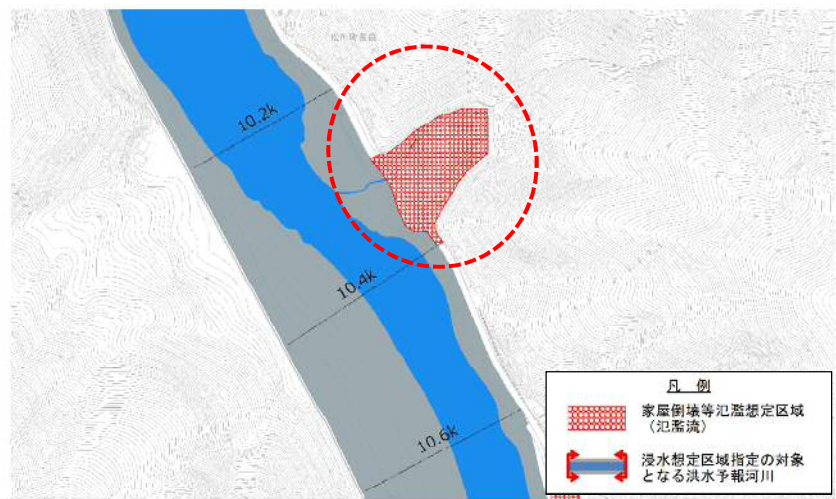 10.2k
10.4k
10.6k
凡 例
家屋倒壊等氾濫想定区域
（氾濫流）
浸水想定区域指定の対象
となる洪水予報河川